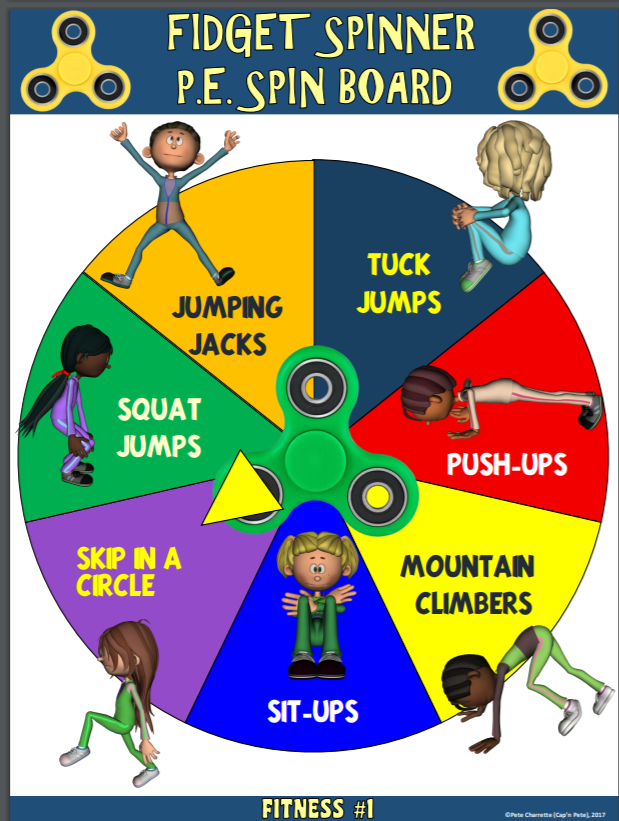 FIDGET SPINNER
P.E. SPIN BOARD
TUCK
JUMPS
JUMPING
JACKS
SQUAT
JUMPS
PUSH-UPS
SKIP IN A
CIRCLE
MOUNTAIN
CLIMBERS
SIT-UPS
FITNESS #1
©Pete Charrette (Cap'n Pete), 2017